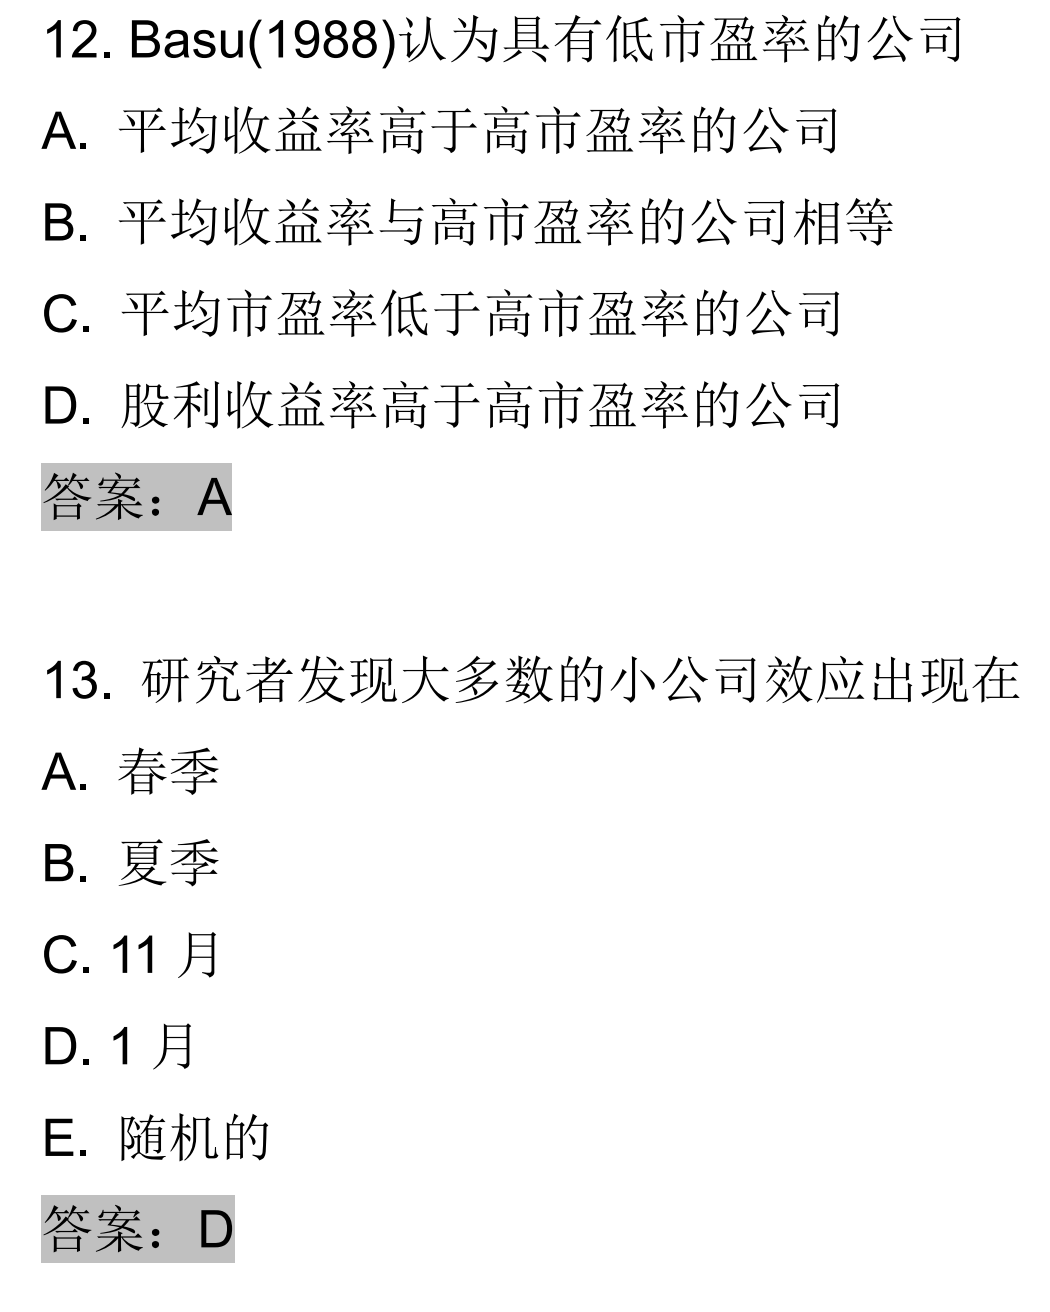 12. Basu(1988)认为具有低市盈率的公司
A. 平均收益率高于高市盈率的公司
B. 平均收益率与高市盈率的公司相等
C. 平均市盈率低于高市盈率的公司
D. 股利收益率高于高市盈率的公司
答案：A
13. 研究者发现大多数的小公司效应出现在
A. 春季
B. 夏季
C. 11 月
D. 1 月
E. 随机的
答案：D